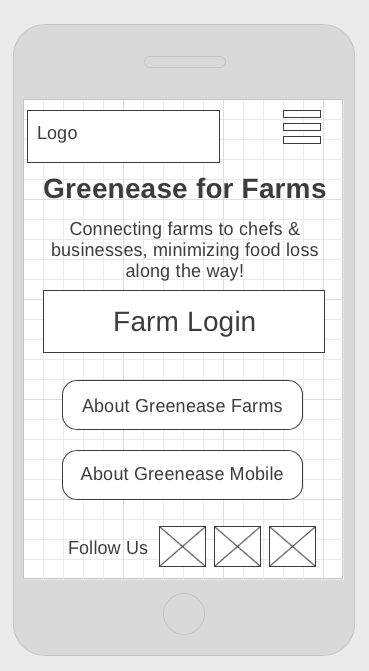 Logo
Greenease for Farms
Connecting farms to chefs &
businesses, minimizing food loss
along the way!
Farm Login
About Greenease Farms
About Greenease Mobile
Follow Us